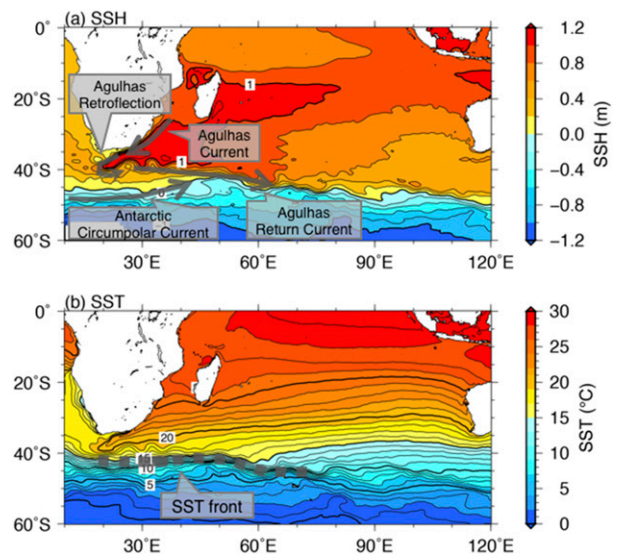 (a) SSH
0°
20°S
40°S
60°S
30°E
60°E
90°E
120°E
Agulhas
Retroflection
Agulhas
Current
Antarctic
Circumpolar Current
Agulhas
Return Current
1
1
0
1.2
0.8
0.4
0.0
−0.4
−0.8
−1.2
SSH (m)
(b) SST
0°
20°S
40°S
60°S
30°E
60°E
90°E
120°E
20
10
5
SST front
30
25
20
15
10
5
0
SST (°C)